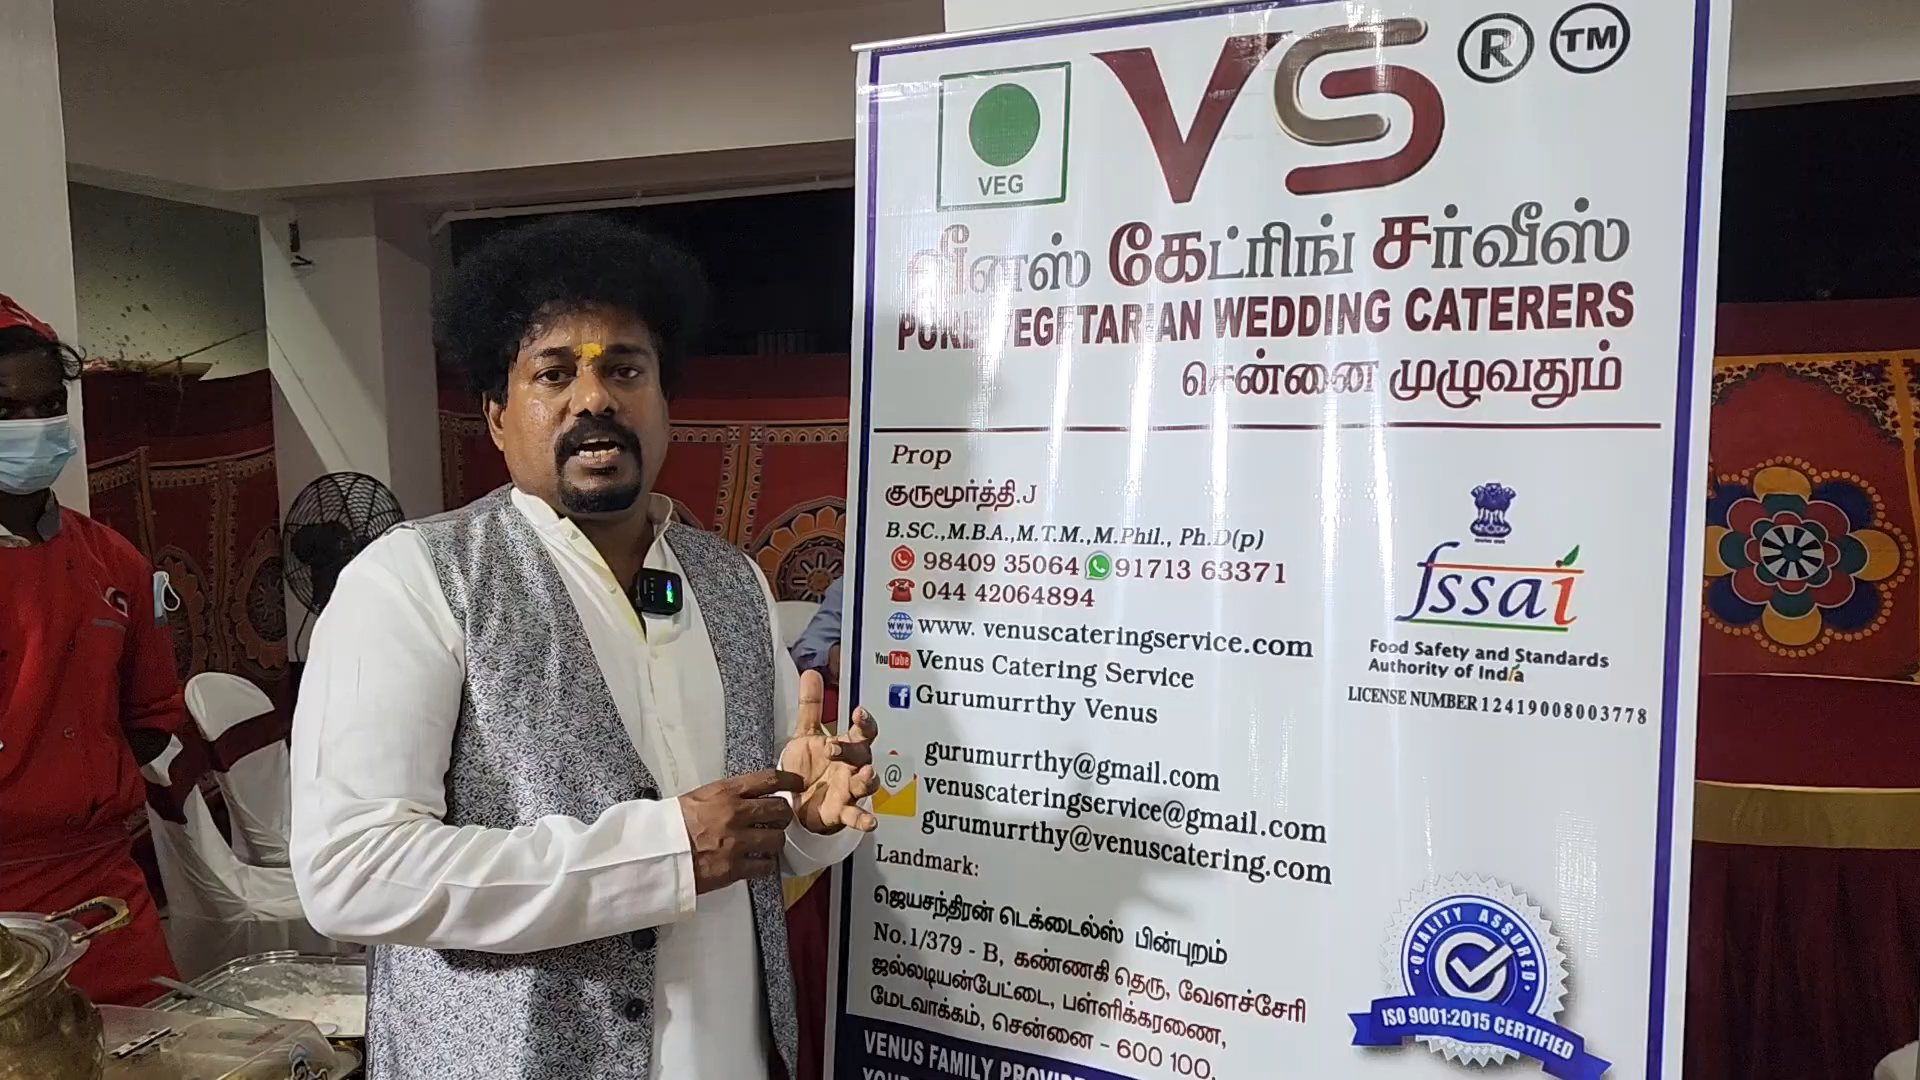 VS ® TM
VEG
வீனஸ் கேட்ரிங் சர்வீஸ்
PURE VEGETARIAN WEDDING CATERERS
சென்னை முழுவதும்
Prop
குருமூர்த்தி.J
B.SC.,M.B.A.,M.T.M.,M.Phil., Ph.D(p)
98409 35064 91713 63371
044 42064894
www www. venuscateringservice.com
YouTube Venus Catering Service
f Gurumurrthy Venus
@ gurumurrthy@gmail.com
venuscateringservice@gmail.com
gurumurrthy@venuscatering.com
fssai
Food Safety and Standards
Authority of India
LICENSE NUMBER 12419008003778
Landmark:
ஜெயசந்திரன் டெக்டைல்ஸ் பின்புறம்
No.1/379 - B, கண்ணகி தெரு, வேளச்சேரி
ஜல்லடியன்பேட்டை, பள்ளிக்கரணை,
மேடவாக்கம், சென்னை - 600 100.
QUALITY ASSURED
ISO 9001:2015 CERTIFIED
VENUS FAMILY